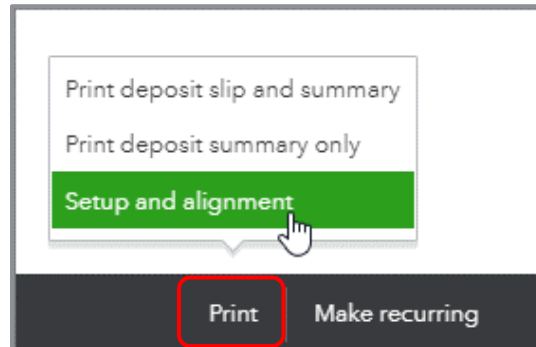 Print deposit slip and summary
Print deposit summary only
Setup and alignment
Print
Make recurring